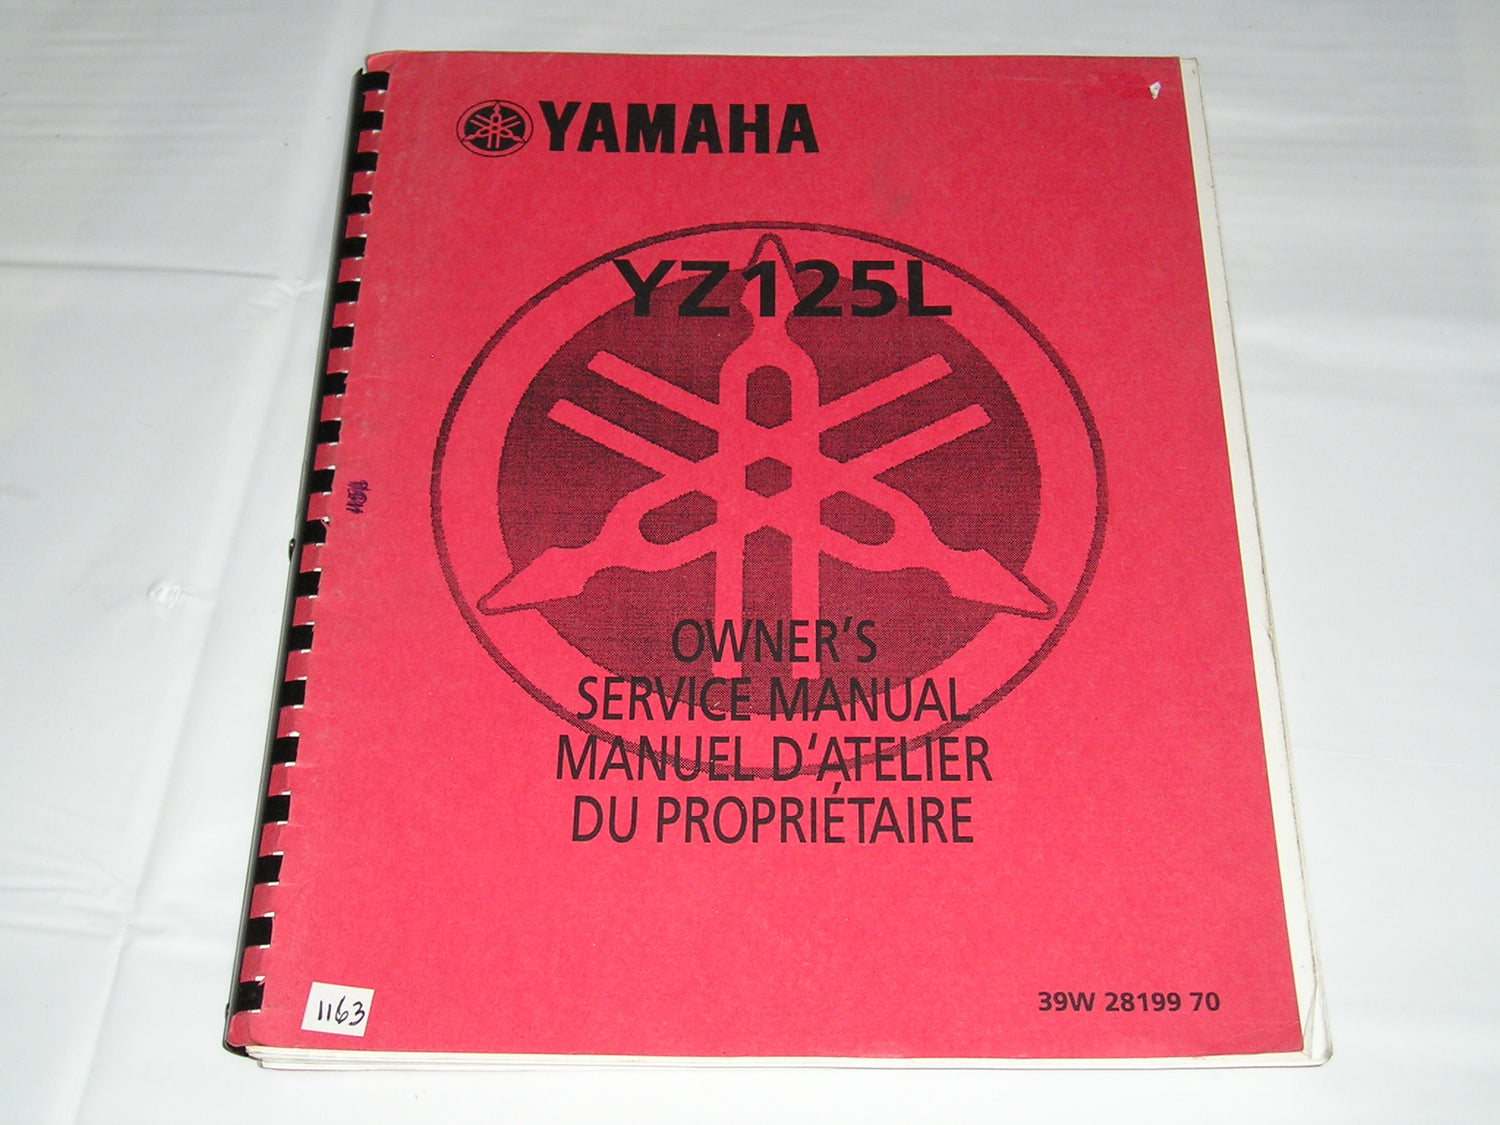 YAMAHA
YZ125L
OWNER'S
SERVICE MANUAL
MANUEL D'ATELIER
DU PROPRIÉTAIRE
39W 28199 70
1163